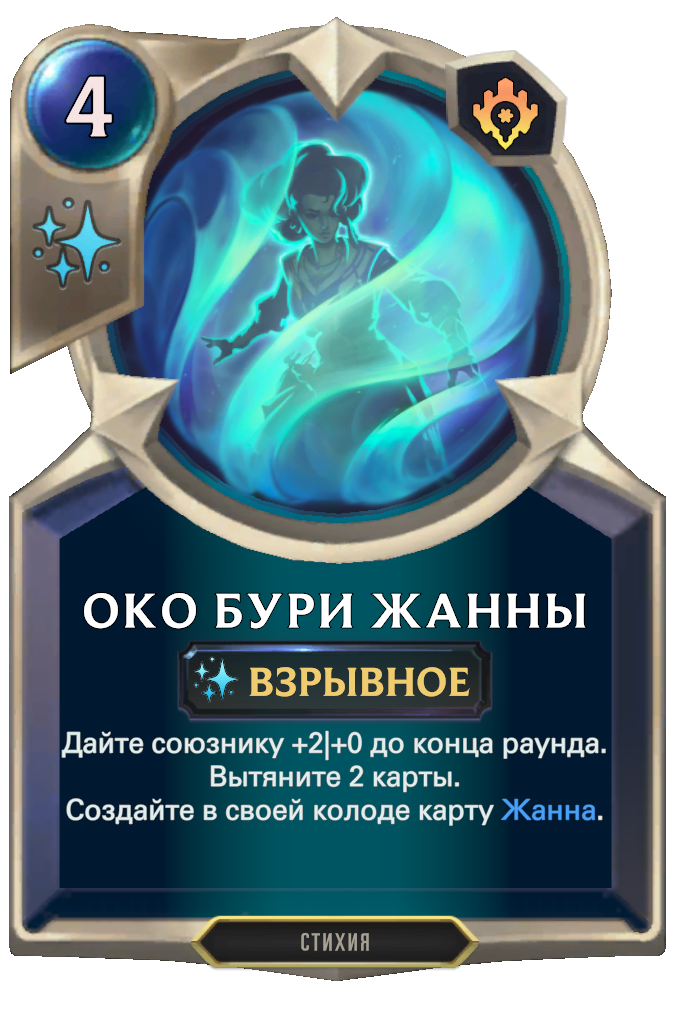 4
ОКО БУРИ ЖАННЫ
ВЗРЫВНОЕ
Дайте союзнику +2|+0 до конца раунда.
Вытяните 2 карты.
Создайте в своей колоде карту Жанна.
СТИХИЯ